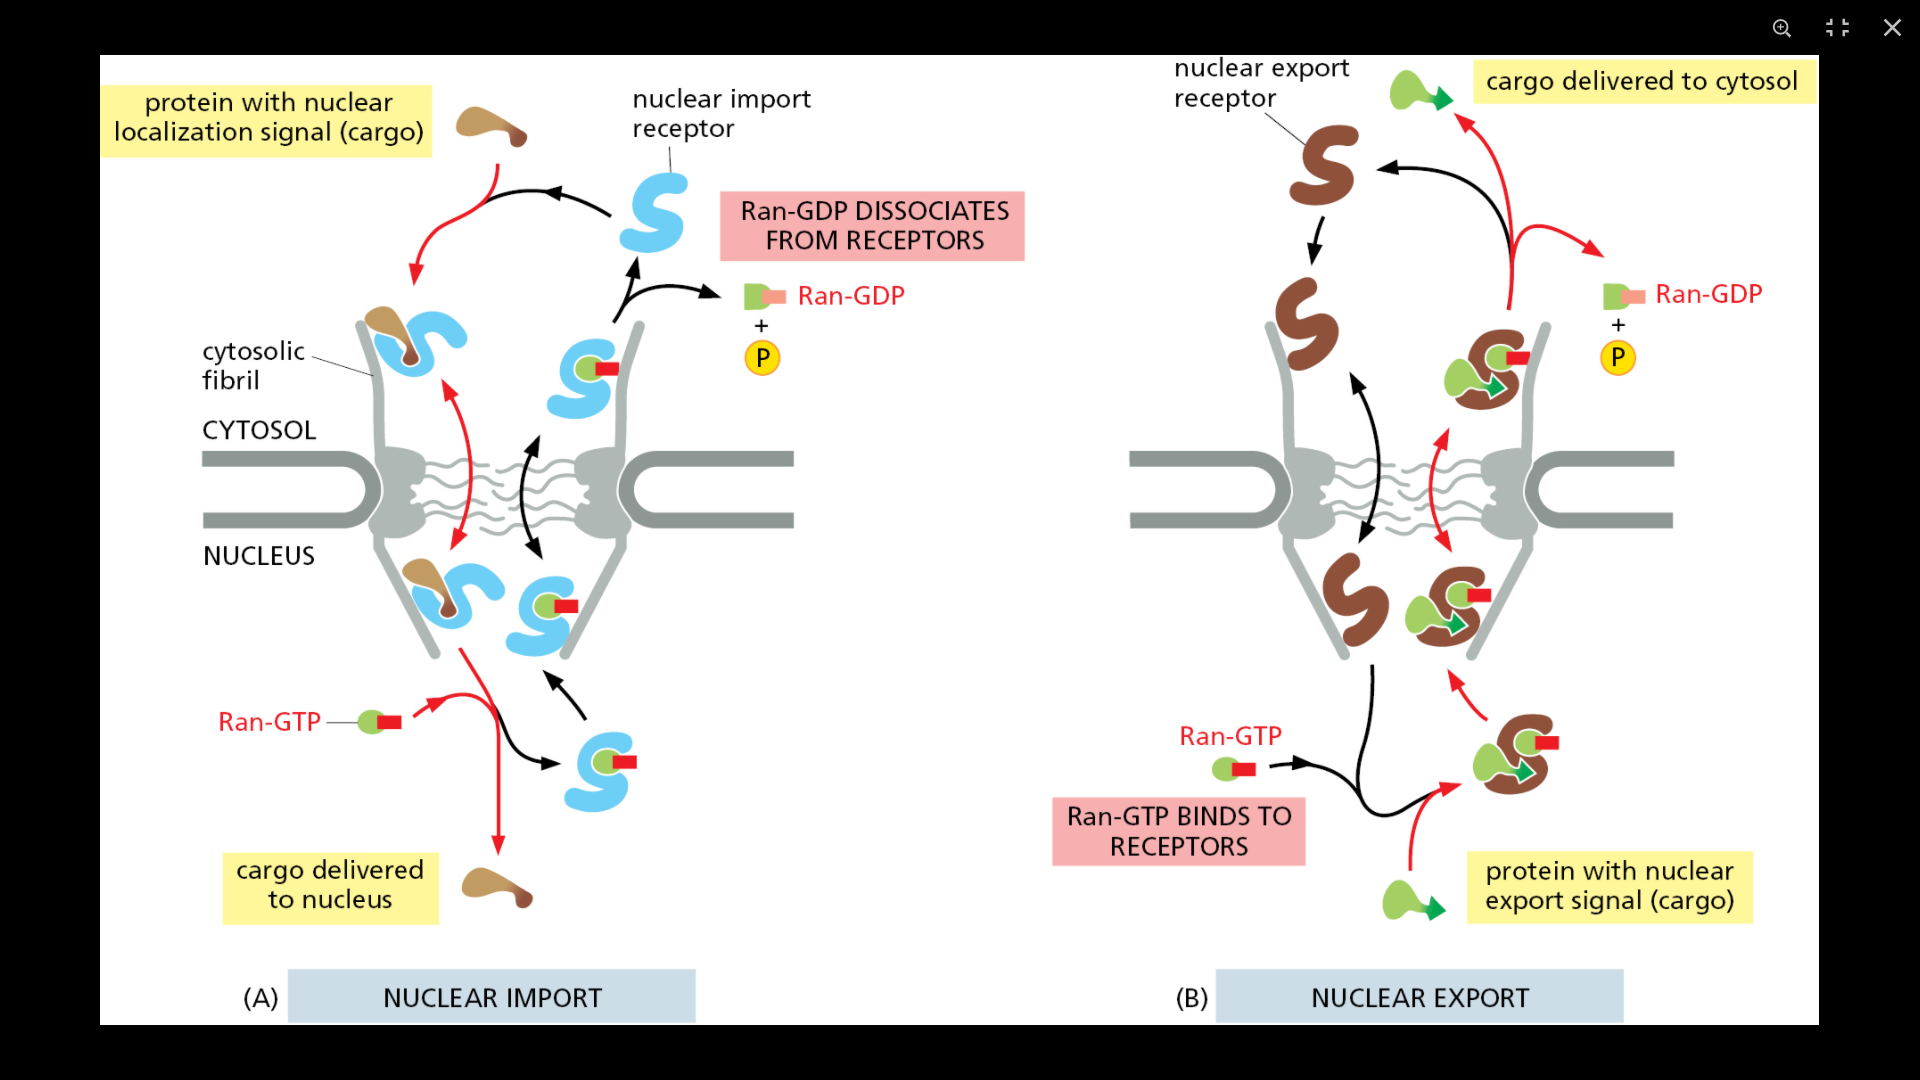 protein with nuclear
localization signal (cargo)
nuclear import
receptor
Ran-GDP DISSOCIATES
FROM RECEPTORS
Ran-GDP
+
P
cytosolic
fibril
CYTOSOL
NUCLEUS
Ran-GTP
cargo delivered
to nucleus
(A)
NUCLEAR IMPORT
nuclear export
receptor
cargo delivered to cytosol
Ran-GDP
+
P
Ran-GTP
Ran-GTP BINDS TO
RECEPTORS
protein with nuclear
export signal (cargo)
(B)
NUCLEAR EXPORT